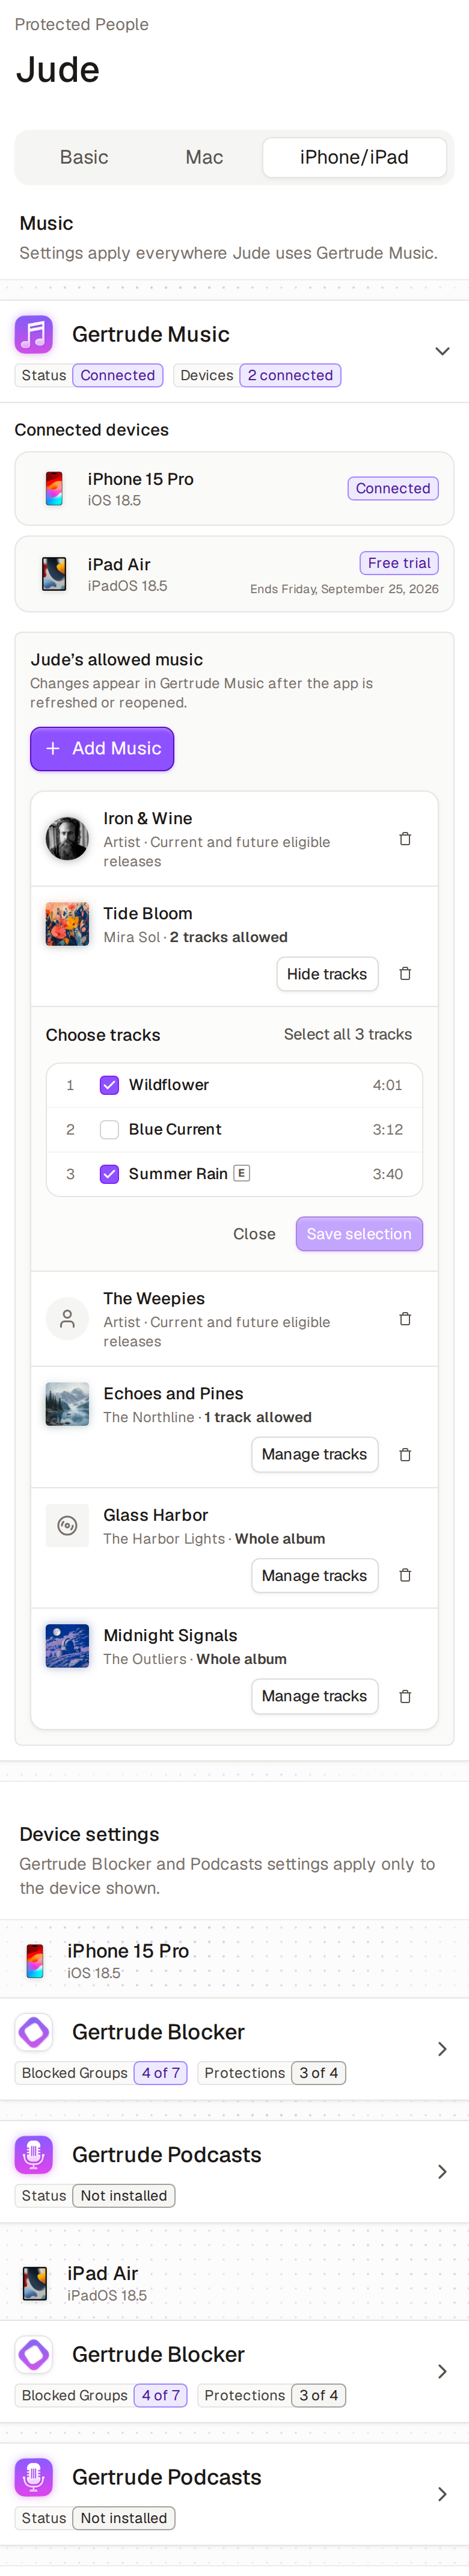 Protected People
Jude
Basic
Mac
iPhone/iPad
Music
Settings apply everywhere Jude uses Gertrude Music.
Gertrude Music
Status Connected Devices 2 connected
Connected devices
iPhone 15 Pro
iOS 18.5
Connected
iPad Air
iPadOS 18.5
Free trial
Ends Friday, September 25, 2026
Jude's allowed music
Changes appear in Gertrude Music after the app is
refreshed or reopened.
+ Add Music
Iron & Wine
Artist · Current and future eligible
releases
Tide Bloom
Mira Sol · 2 tracks allowed
Hide tracks
Choose tracks
Select all 3 tracks
1 Wildflower 4:01
2 Blue Current 3:12
3 Summer Rain E 3:40
Close
Save selection
The Weepies
Artist · Current and future eligible
releases
Echoes and Pines
The Northline · 1 track allowed
Manage tracks
Glass Harbor
The Harbor Lights · Whole album
Manage tracks
Midnight Signals
The Outliers · Whole album
Manage tracks
Device settings
Gertrude Blocker and Podcasts settings apply only to
the device shown.
iPhone 15 Pro
iOS 18.5
Gertrude Blocker
Blocked Groups 4 of 7 Protections 3 of 4
Gertrude Podcasts
Status Not installed
iPad Air
iPadOS 18.5
Gertrude Blocker
Blocked Groups 4 of 7 Protections 3 of 4
Gertrude Podcasts
Status Not installed